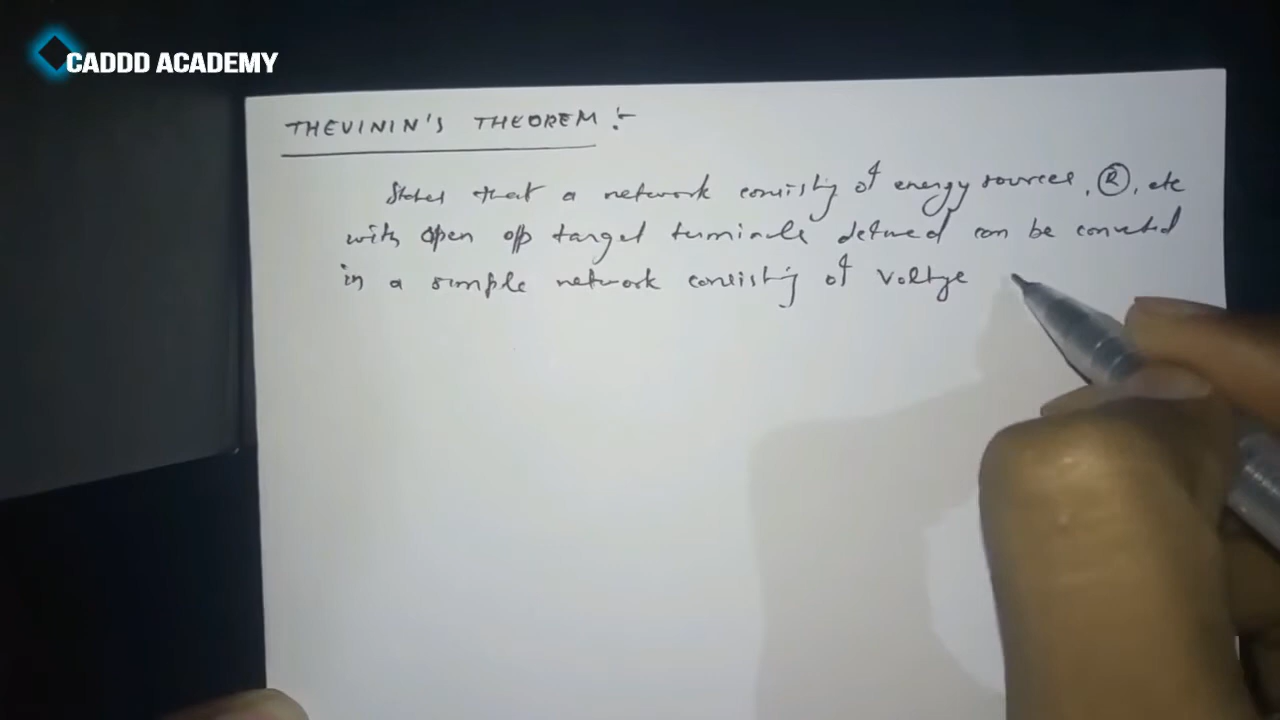 CADDD ACADEMY
THEVININ'S THEOREM :-
States that a network consisting of energy sources, R, etc
with open o/p target terminals defined can be converted
in a simple network consisting of voltage